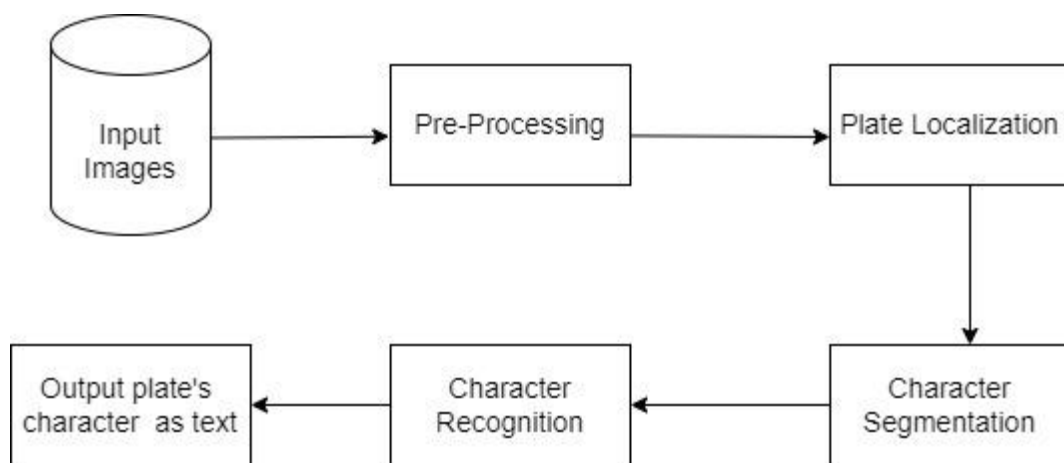 Input
Images
Pre-Processing
Plate Localization
Character
Segmentation
Character
Recognition
Output plate's
character  as text